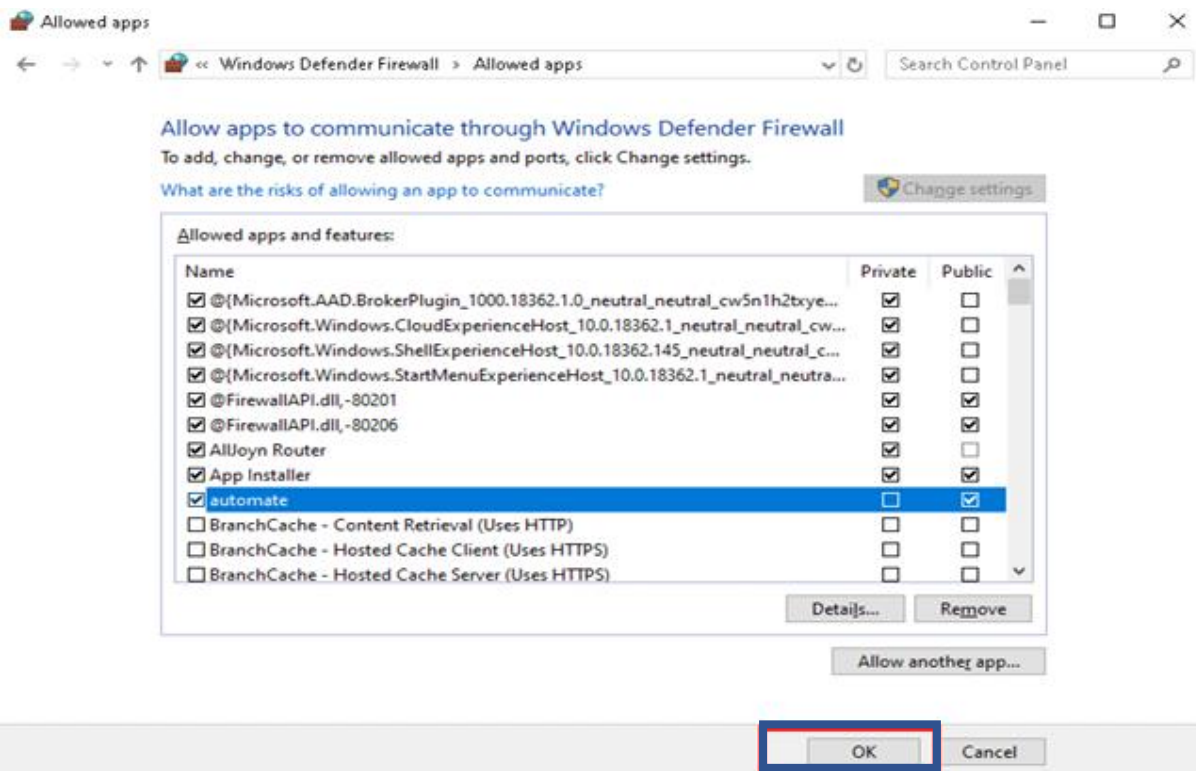 Allowed apps
« Windows Defender Firewall > Allowed apps
Search Control Panel
Allow apps to communicate through Windows Defender Firewall
To add, change, or remove allowed apps and ports, click Change settings.
What are the risks of allowing an app to communicate?
Change settings
Allowed apps and features:
Name Private Public
@{Microsoft.AAD.BrokerPlugin_1000.18362.1.0_neutral_neutral_cw5n1h2txye...
@{Microsoft.Windows.CloudExperienceHost_10.0.18362.1_neutral_neutral_cw...
@{Microsoft.Windows.ShellExperienceHost_10.0.18362.145_neutral_neutral_c...
@{Microsoft.Windows.StartMenuExperienceHost_10.0.18362.1_neutral_neutra...
@FirewallAPI.dll,-80201
@FirewallAPI.dll,-80206
AllJoyn Router
App Installer
automate
BranchCache - Content Retrieval (Uses HTTP)
BranchCache - Hosted Cache Client (Uses HTTPS)
BranchCache - Hosted Cache Server (Uses HTTPS)
Details... Remove
Allow another app...
OK Cancel